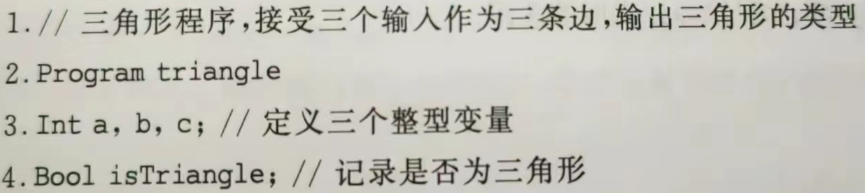 1.// 三角形程序,接受三个输入作为三条边,输出三角形的类型
2.Program triangle
3.Int a, b, c; // 定义三个整型变量
4.Bool isTriangle; // 记录是否为三角形